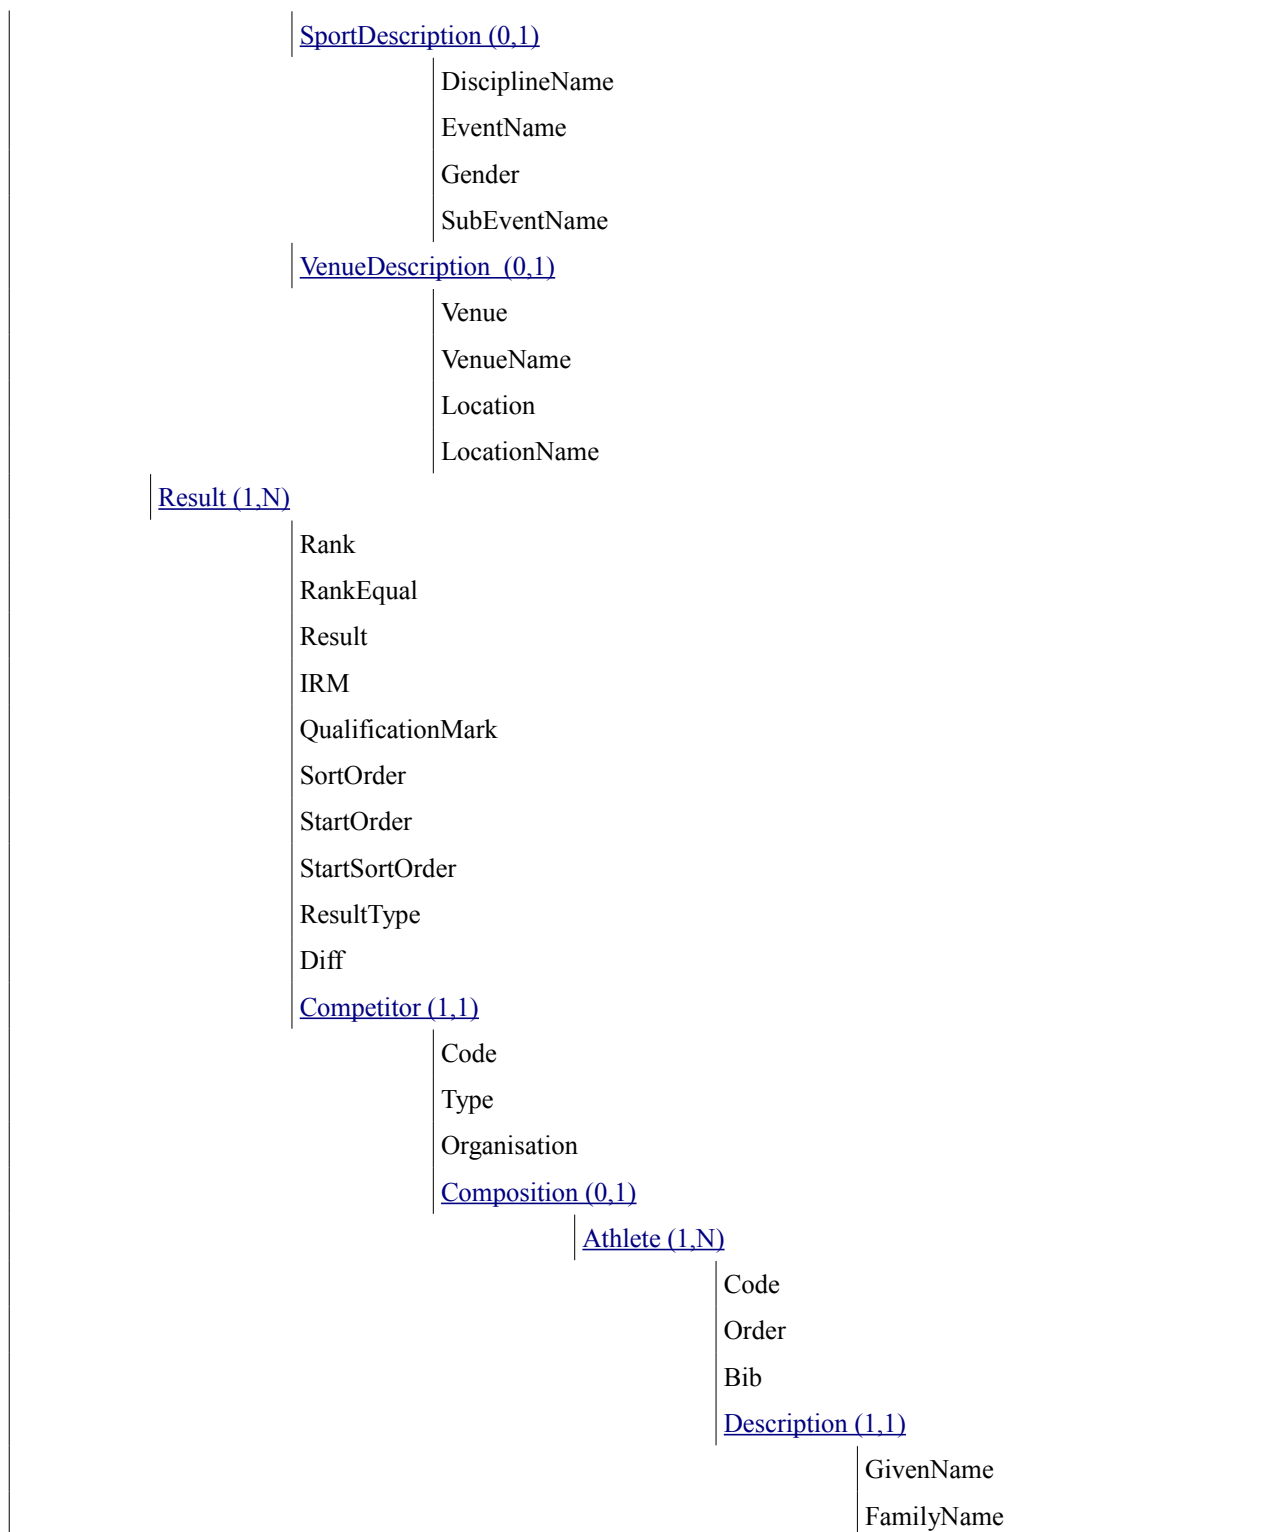 SportDescription (0,1)
DisciplineName
EventName
Gender
SubEventName
VenueDescription  (0,1)
Venue
VenueName
Location
LocationName
Result (1,N)
Rank
RankEqual
Result
IRM
QualificationMark
SortOrder
StartOrder
StartSortOrder
ResultType
Diff
Competitor (1,1)
Code
Type
Organisation
Composition (0,1)
Athlete (1,N)
Code
Order
Bib
Description (1,1)
GivenName
FamilyName